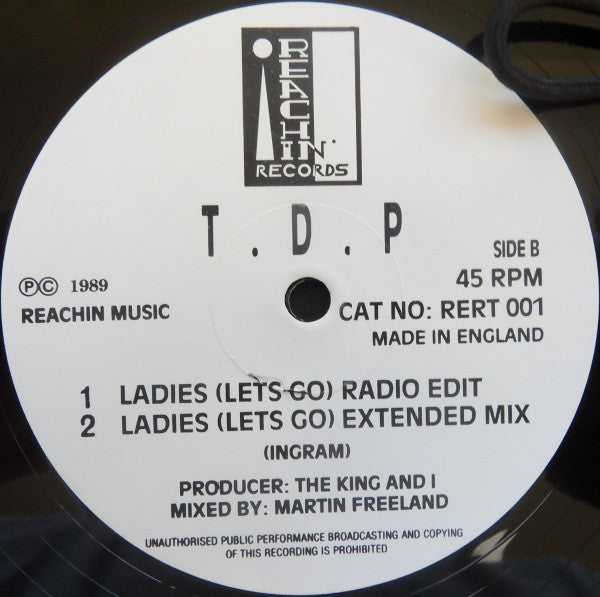 REACHIN'
RECORDS
T.D.P
SIDE B
℗© 1989
45 RPM
REACHIN MUSIC
CAT NO: RERT 001
MADE IN ENGLAND
1 LADIES (LETS GO) RADIO EDIT
2 LADIES (LETS GO) EXTENDED MIX
(INGRAM)
PRODUCER: THE KING AND I
MIXED BY: MARTIN FREELAND
UNAUTHORISED PUBLIC PERFORMANCE BROADCASTING AND COPYING
OF THIS RECORDING IS PROHIBITED